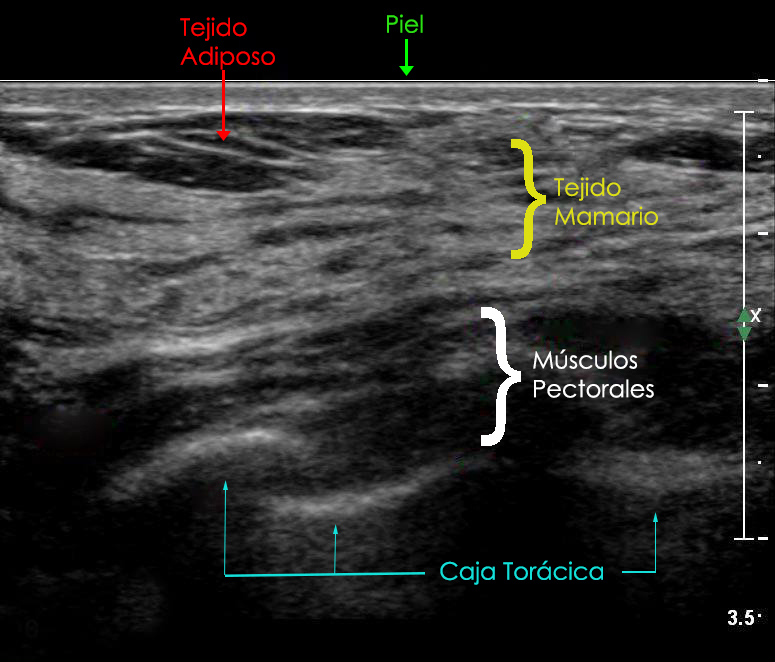 Tejido
Adiposo
Piel
Tejido
Mamario
X
Músculos
Pectorales
Caja Torácica
3.5